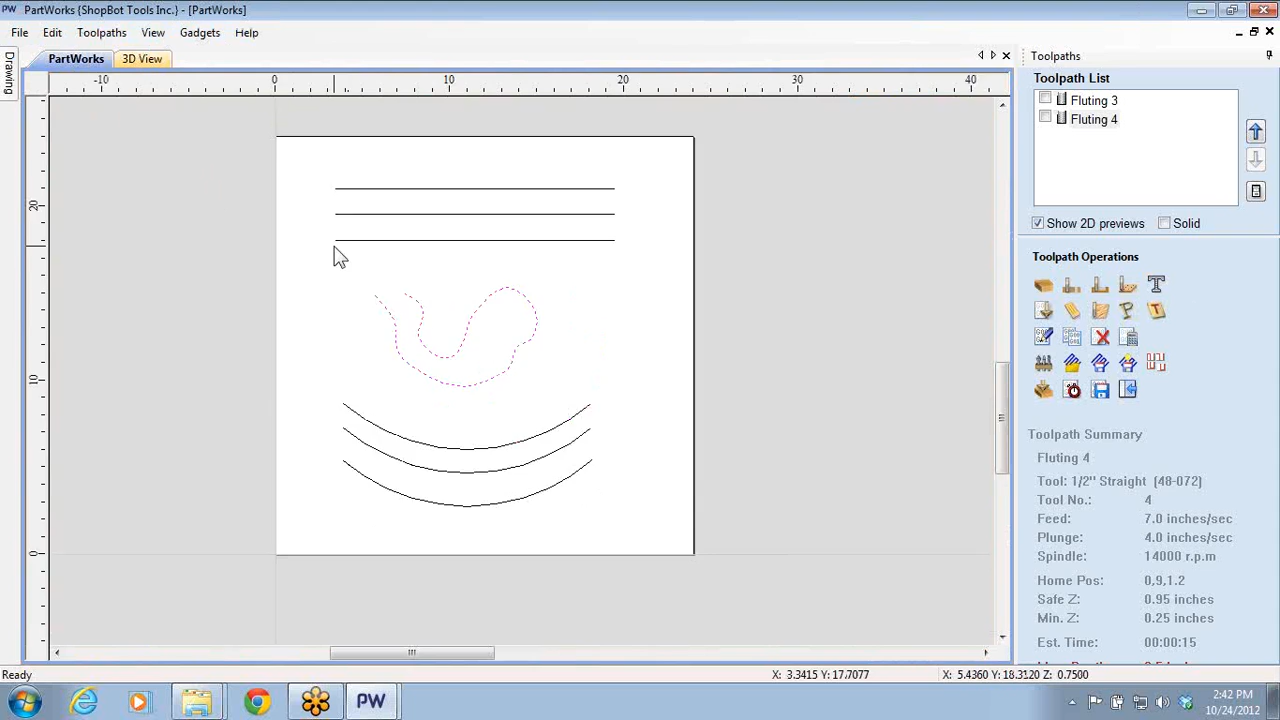 PartWorks {ShopBot Tools Inc.} - [PartWorks]
File Edit Toolpaths View Gadgets Help
PartWorks 3D View
Drawing
-10 0 10 20 30 40
20
10
0
Toolpaths
Toolpath List
Fluting 3
Fluting 4
Show 2D previews Solid
Toolpath Operations
Toolpath Summary
Fluting 4
Tool: 1/2" Straight (48-072)
Tool No.: 4
Feed: 7.0 inches/sec
Plunge: 4.0 inches/sec
Spindle: 14000 r.p.m
Home Pos: 0,9,1.2
Safe Z: 0.95 inches
Min. Z: 0.25 inches
Est. Time: 00:00:15
Ready
X: 3.3415 Y: 17.7077
X: 5.4360 Y: 18.3120 Z: 0.7500
PW
2:42 PM
10/24/2012